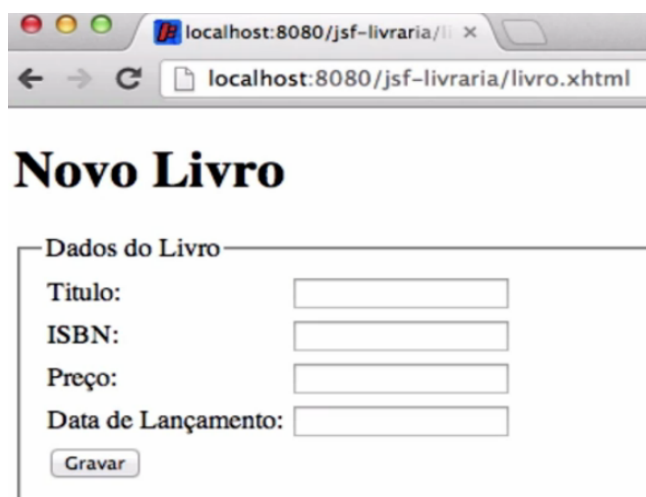 localhost:8080/jsf-livraria/li
localhost:8080/jsf-livraria/livro.xhtml
Novo Livro
Dados do Livro
Titulo:
ISBN:
Preço:
Data de Lançamento:
Gravar